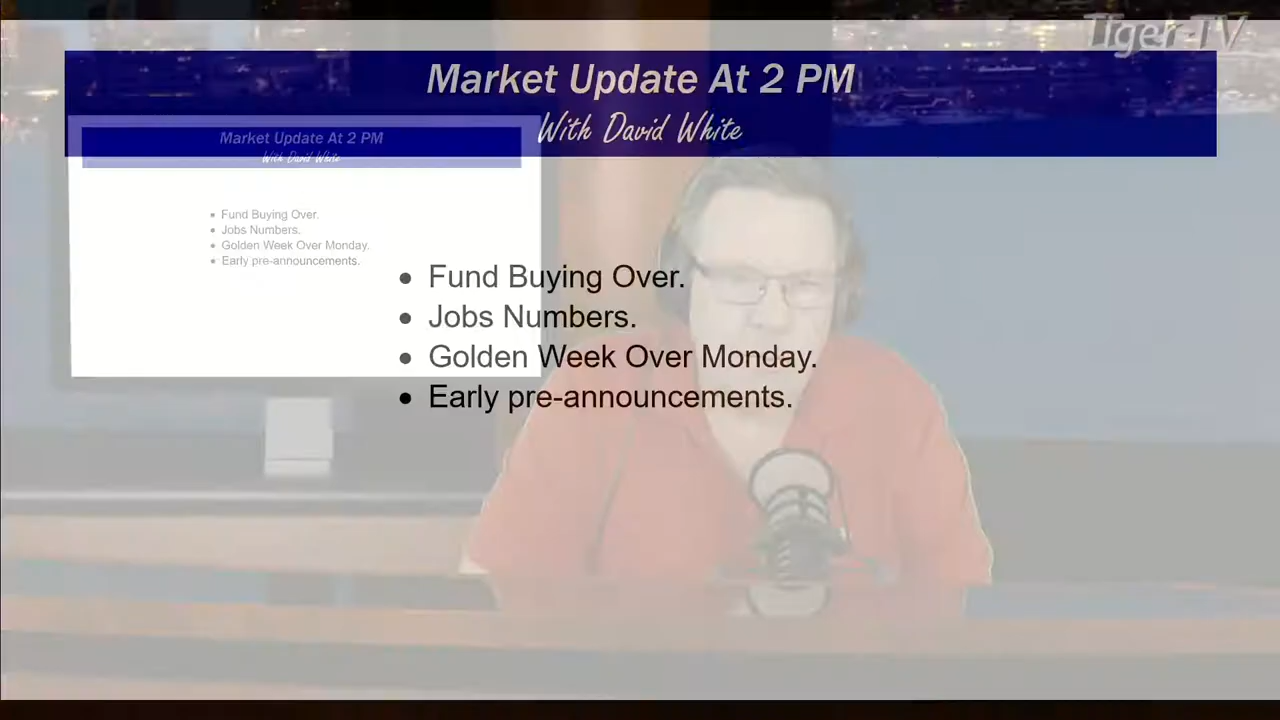 Tiger-TV
Market Update At 2 PM
With David White
Market Update At 2 PM
With David White
• Fund Buying Over.
• Jobs Numbers.
• Golden Week Over Monday.
• Early pre-announcements.
• Fund Buying Over.
• Jobs Numbers.
• Golden Week Over Monday.
• Early pre-announcements.